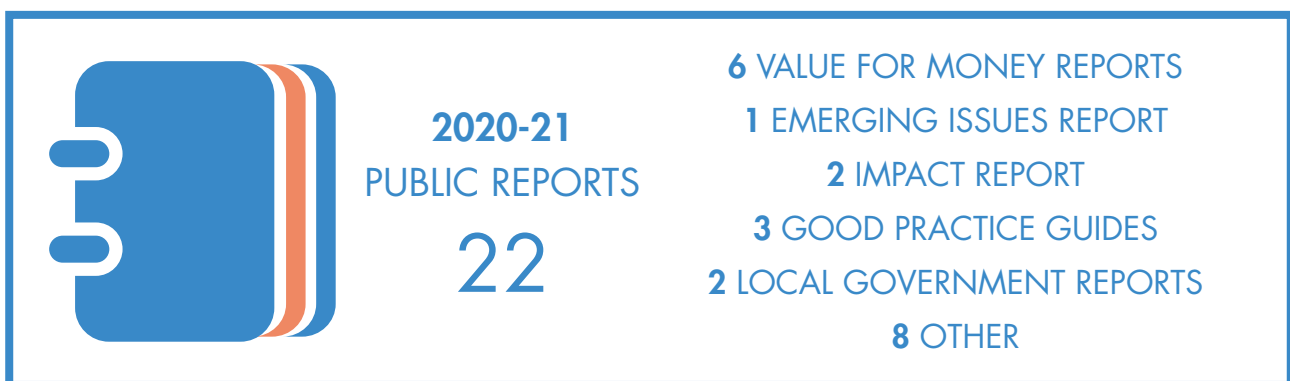 2020-21
PUBLIC REPORTS
22
6 VALUE FOR MONEY REPORTS
1 EMERGING ISSUES REPORT
2 IMPACT REPORT
3 GOOD PRACTICE GUIDES
2 LOCAL GOVERNMENT REPORTS
8 OTHER